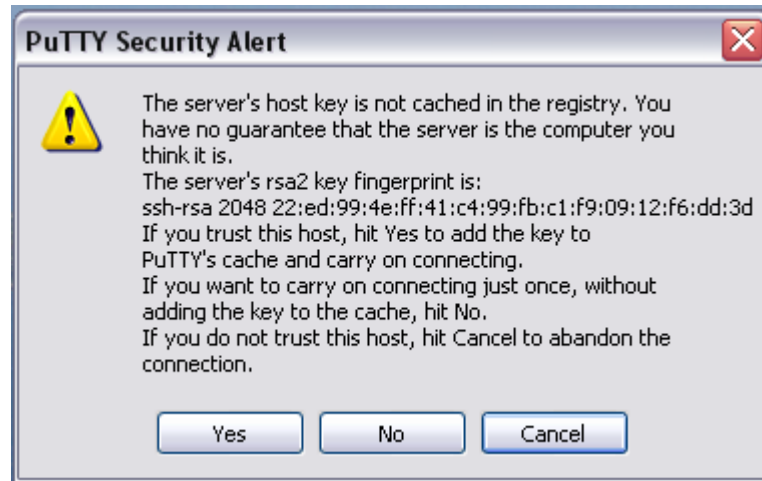 PuTTY Security Alert
The server's host key is not cached in the registry. You
have no guarantee that the server is the computer you
think it is.
The server's rsa2 key fingerprint is:
ssh-rsa 2048 22:ed:99:4e:ff:41:c4:99:fb:c1:f9:09:12:f6:dd:3d
If you trust this host, hit Yes to add the key to
PuTTY's cache and carry on connecting.
If you want to carry on connecting just once, without
adding the key to the cache, hit No.
If you do not trust this host, hit Cancel to abandon the
connection.
Yes No Cancel